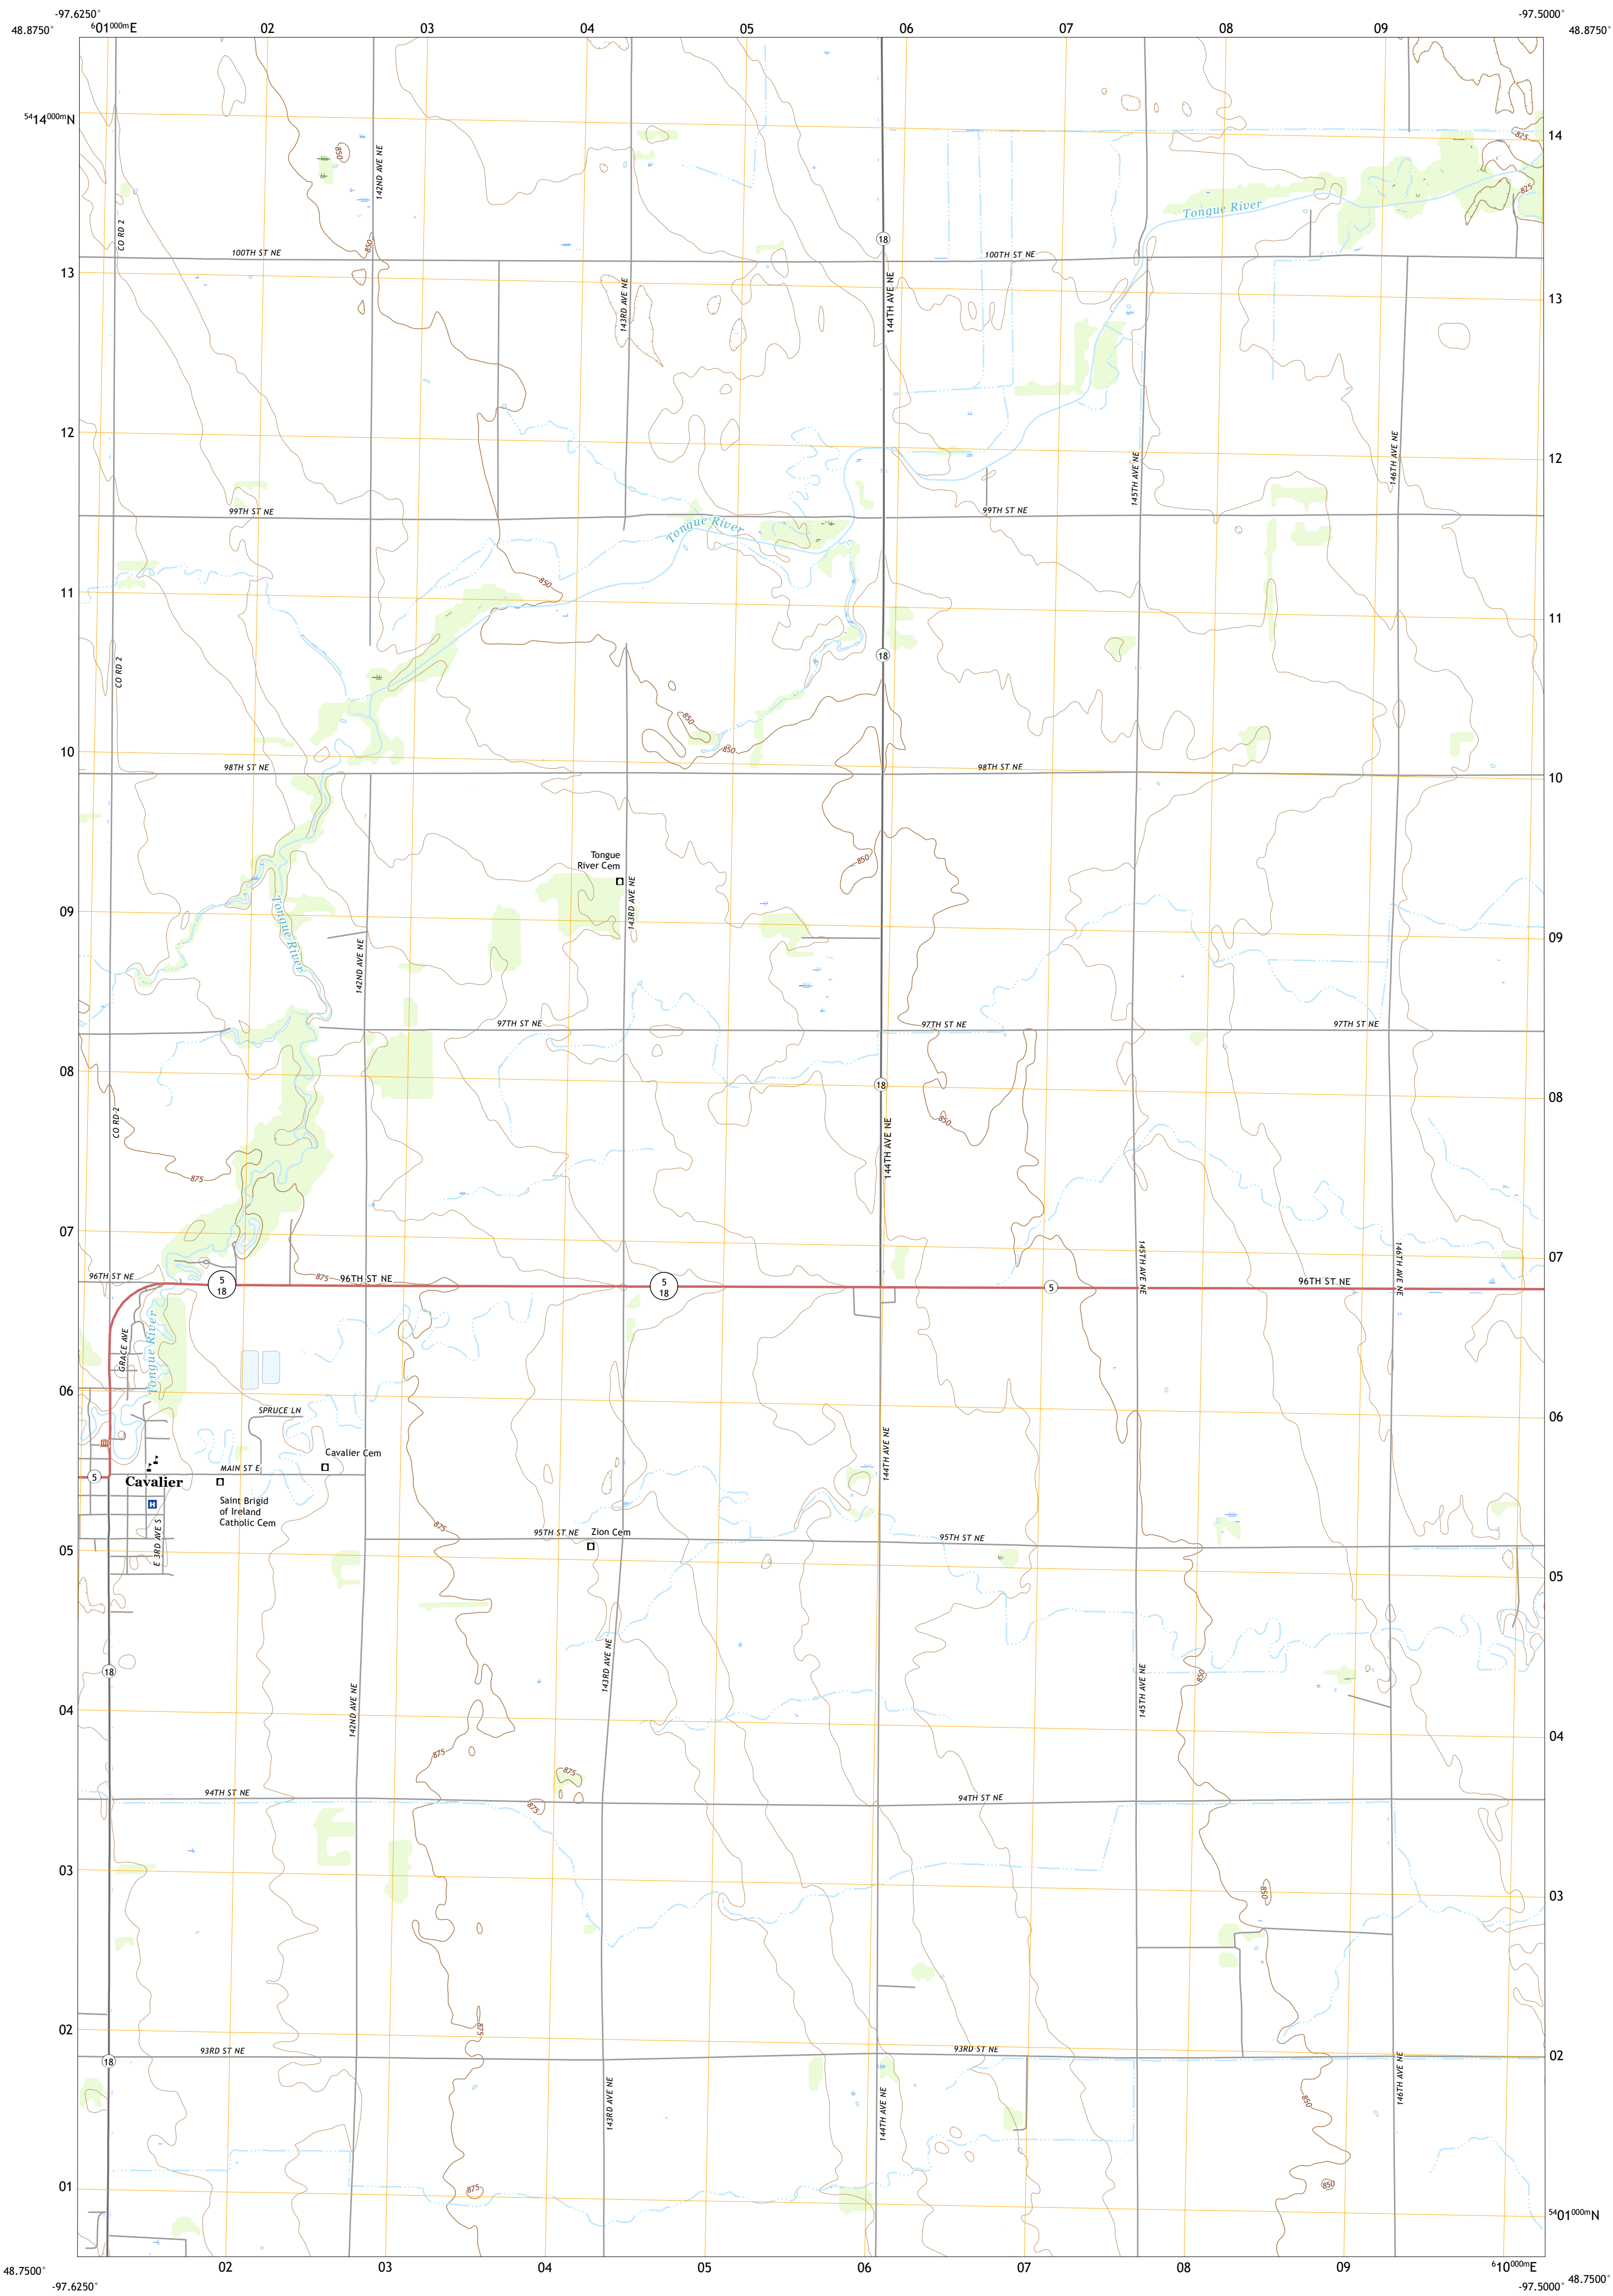 -97.6250°
-97.5000°
48.8750°
⁶01⁰⁰⁰ᵐE
02
03
04
05
06
07
08
09
48.8750°
⁵⁴14⁰⁰⁰ᵐN
14
825
850
142ND AVE NE
825
Tongue River
CO RD 2
18
850
100TH ST NE
100TH ST NE
13
13
143RD AVE NE
144TH AVE NE
12
12
146TH AVE NE
145TH AVE NE
99TH ST NE
99TH ST NE
Tongue River
850
11
11
18
CO RD 2
850
850
10
98TH ST NE
98TH ST NE
10
Tongue
River Cem
850
143RD AVE NE
09
09
Tongue River
142ND AVE NE
97TH ST NE
97TH ST NE
97TH ST NE
08
18
08
CO RD 2
850
144TH AVE NE
875
07
07
145TH AVE NE
146TH AVE NE
96TH ST NE
5
18
875
96TH ST NE
5
18
5
96TH ST NE
GRACE AVE
Tongue River
06
06
SPRUCE LN
Cavalier Cem
144TH AVE NE
5
Cavalier
MAIN ST E
H
Saint Brigid
of Ireland
Catholic Cem
E 3RD AVE S
875
95TH ST NE
Zion Cem
95TH ST NE
05
05
18
143RD AVE NE
850
145TH AVE NE
142ND AVE NE
04
04
875
875
875
94TH ST NE
94TH ST NE
03
03
850
02
875
18
93RD ST NE
93RD ST NE
02
143RD AVE NE
144TH AVE NE
850
146TH AVE NE
01
875
850
⁵⁴01⁰⁰⁰ᵐN
48.7500°
02
03
04
05
06
07
08
09
⁶10⁰⁰⁰ᵐE
48.7500°
-97.6250°
-97.5000°